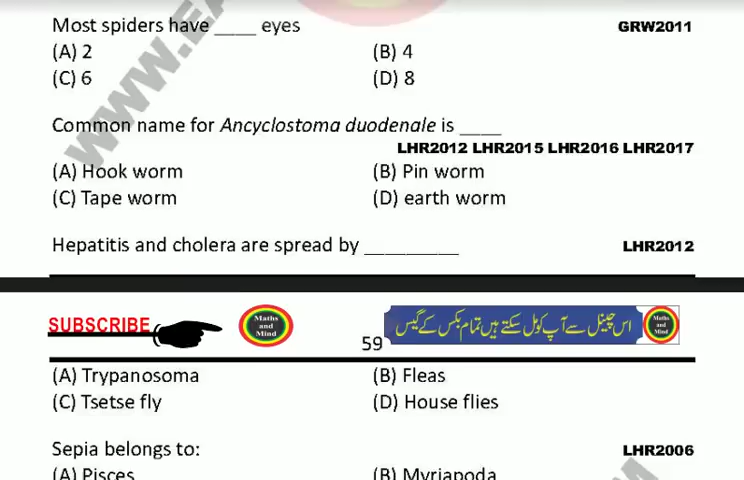 Most spiders have ____ eyes GRW2011
(A) 2 (B) 4
(C) 6 (D) 8
Common name for Ancyclostoma duodenale is ____
LHR2012 LHR2015 LHR2016 LHR2017
(A) Hook worm (B) Pin worm
(C) Tape worm (D) earth worm
Hepatitis and cholera are spread by _________ LHR2012
SUBSCRIBE
Maths
and
Mind
59
اس چینل سے آپ کو مل سکتے ہیں تمام بکس کے گیس
Maths
and
Mind
(A) Trypanosoma (B) Fleas
(C) Tsetse fly (D) House flies
Sepia belongs to: LHR2006
(A) Pisces (B) Myriapoda